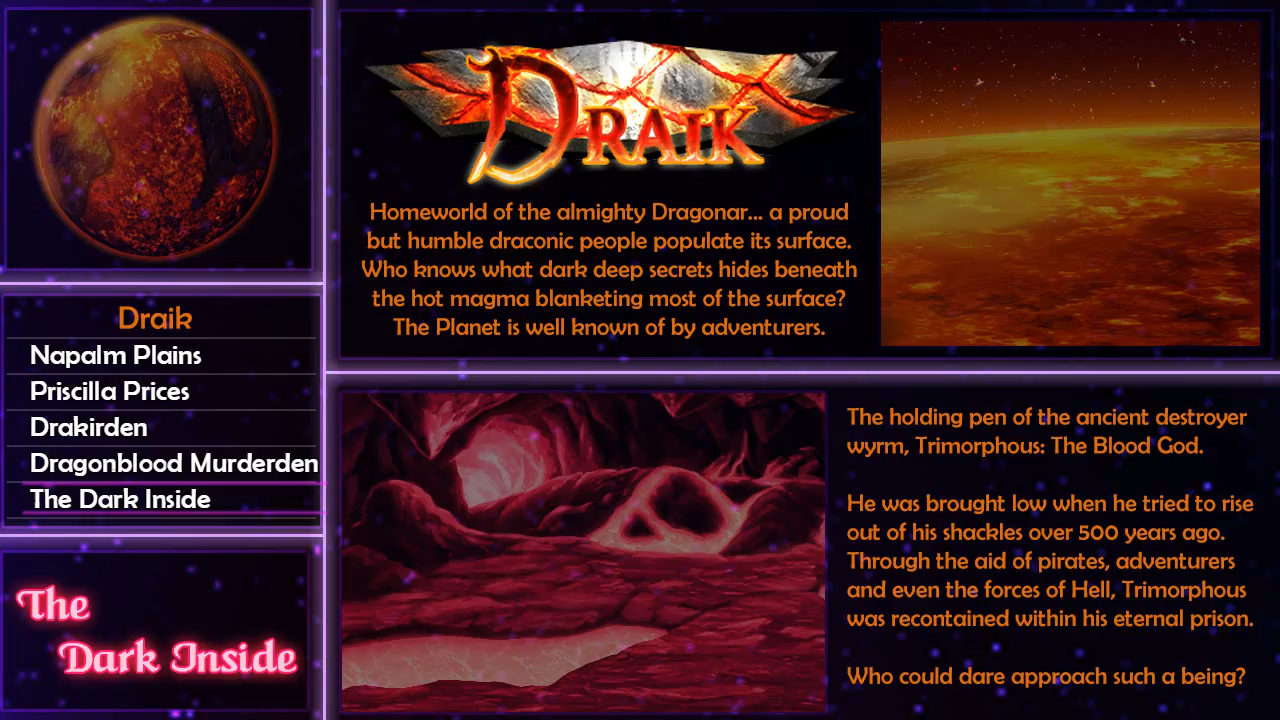 Draik
Napalm Plains
Priscilla Prices
Drakirden
Dragonblood Murderden
The Dark Inside
The
Dark Inside
Draik
Homeworld of the almighty Dragonar... a proud
but humble draconic people populate its surface.
Who knows what dark deep secrets hides beneath
the hot magma blanketing most of the surface?
The Planet is well known of by adventurers.
The holding pen of the ancient destroyer
wyrm, Trimorphous: The Blood God.
He was brought low when he tried to rise
out of his shackles over 500 years ago.
Through the aid of pirates, adventurers
and even the forces of Hell, Trimorphous
was recontained within his eternal prison.
Who could dare approach such a being?